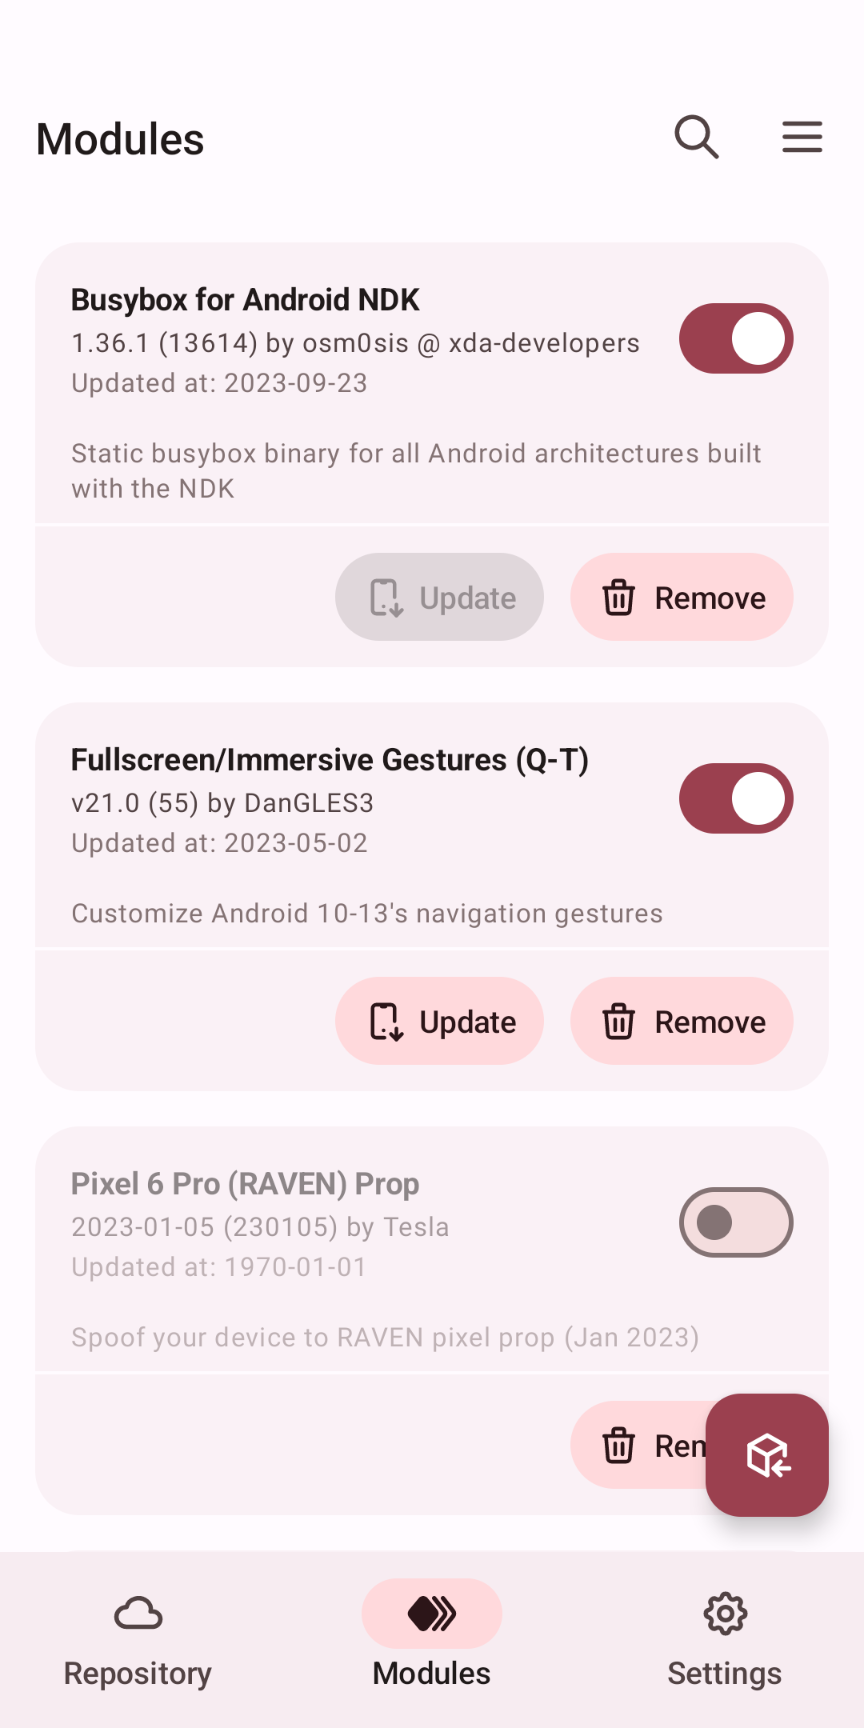 Modules
Busybox for Android NDK
1.36.1 (13614) by osm0sis @ xda-developers
Updated at: 2023-09-23
Static busybox binary for all Android architectures built
with the NDK
Update
Remove
Fullscreen/Immersive Gestures (Q-T)
v21.0 (55) by DanGLES3
Updated at: 2023-05-02
Customize Android 10-13's navigation gestures
Update
Remove
Pixel 6 Pro (RAVEN) Prop
2023-01-05 (230105) by Tesla
Updated at: 1970-01-01
Spoof your device to RAVEN pixel prop (Jan 2023)
Repository
Modules
Settings